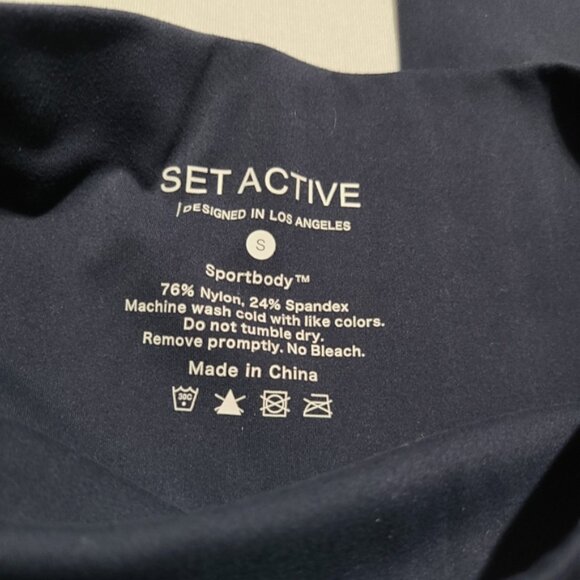 SET ACTIVE
DESIGNED IN LOS ANGELES
S
Sportbody™
76% Nylon, 24% Spandex
Machine wash cold with like colors.
Do not tumble dry.
Remove promptly. No Bleach.
Made in China
30C